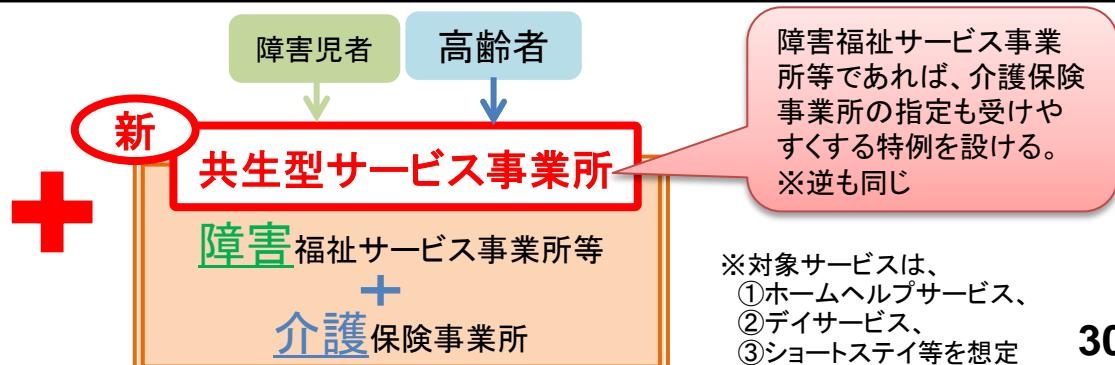 障害児者
高齢者
新
共生型サービス事業所
障害福祉サービス事業所等
+
介護保険事業所
障害福祉サービス事業
所等であれば、介護保険
事業所の指定も受けや
すくする特例を設ける。
※逆も同じ
※対象サービスは、
①ホームヘルプサービス、
②デイサービス、
③ショートステイ等を想定
30